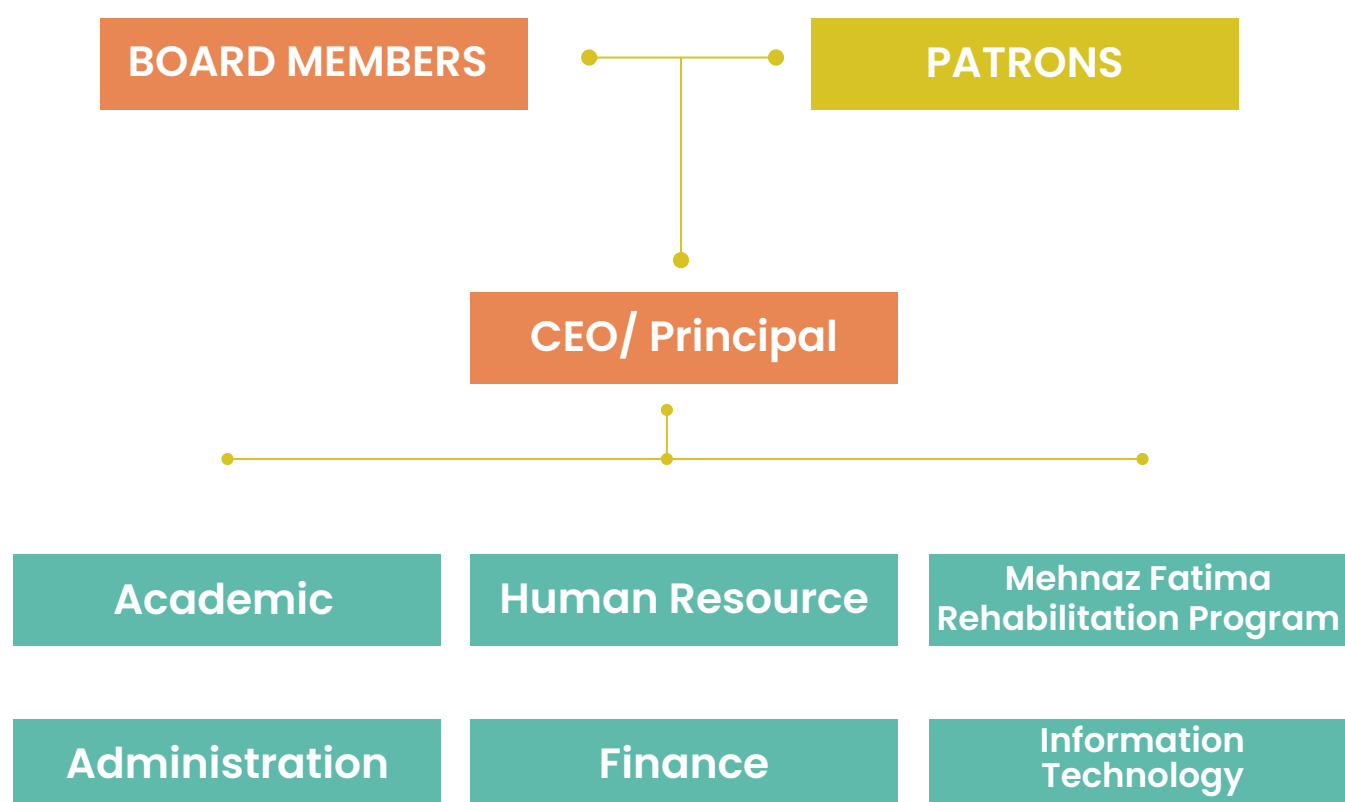 BOARD MEMBERS
PATRONS
CEO/ Principal
Academic
Human Resource
Mehnaz Fatima
Rehabilitation Program
Administration
Finance
Information
Technology